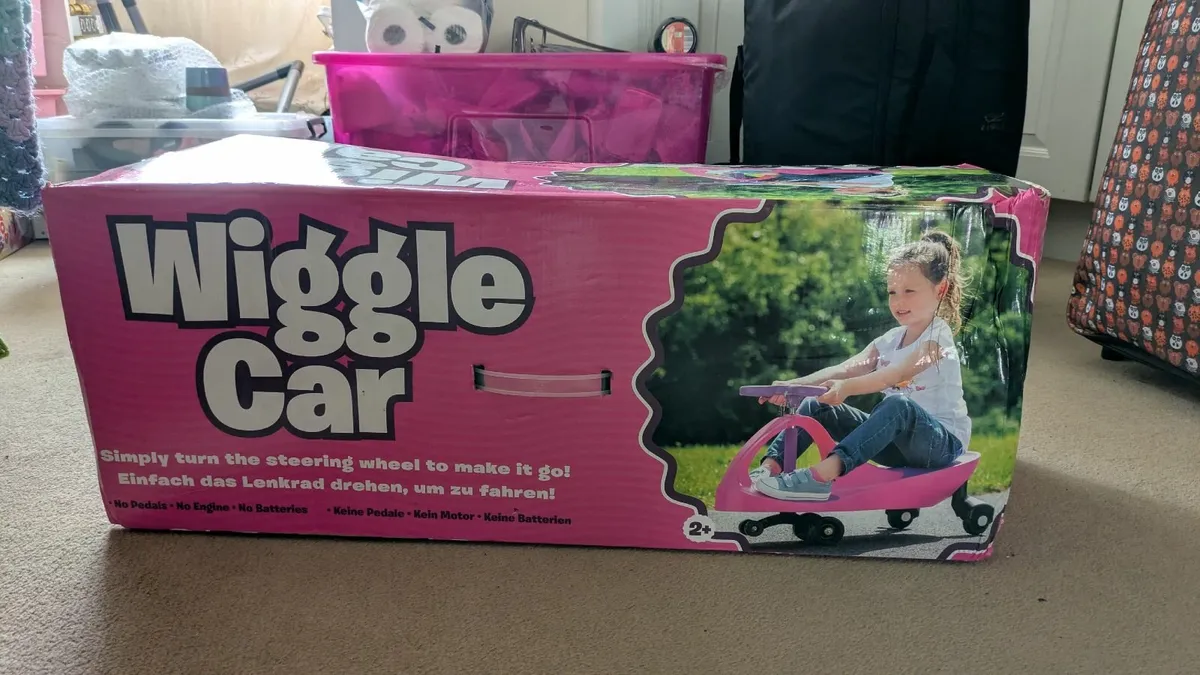 Wiggle
Car
Simply turn the steering wheel to make it go!
Einfach das Lenkrad drehen, um zu fahren!
• No Pedals • No Engine • No Batteries • Keine Pedale • Kein Motor • Keine Batterien
2+